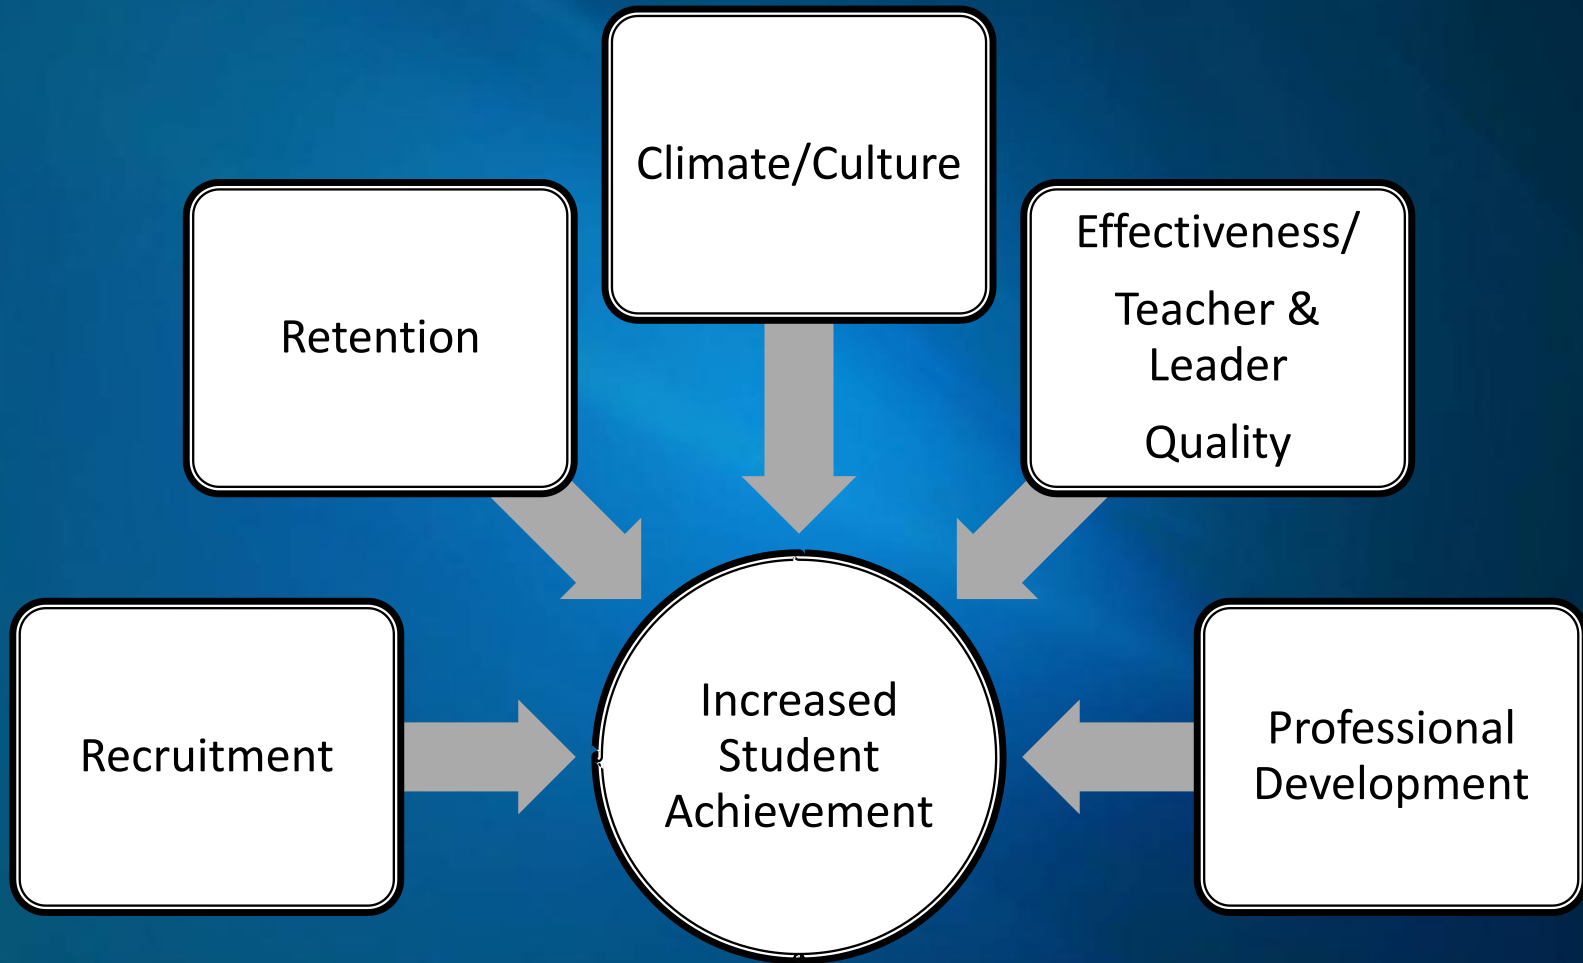 Climate/Culture
Retention
Effectiveness/
Teacher &
Leader
Quality
Recruitment
Increased
Student
Achievement
Professional
Development